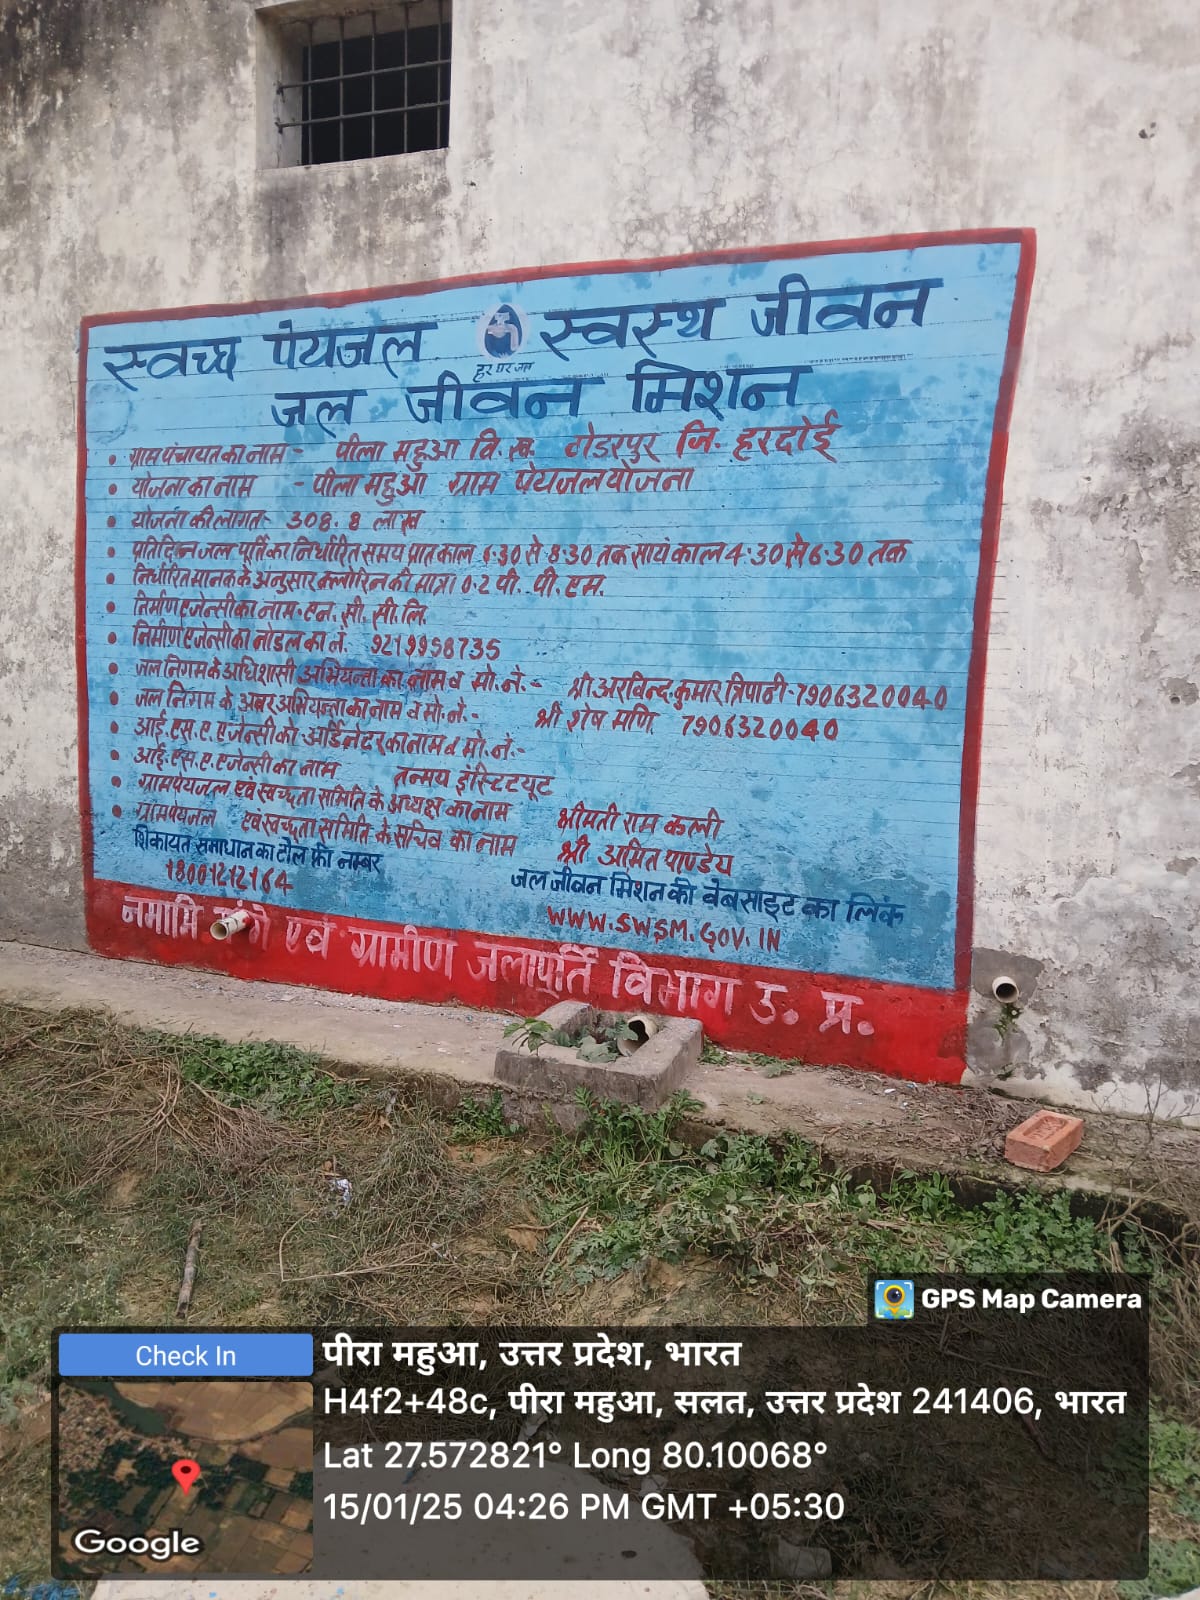 स्वच्छ पेयजल स्वस्थ जीवन
हर घर जल
जल जीवन मिशन
• ग्राम पंचायत का नाम - पीला महुआ वि. ख. टोडरपुर जि. हरदोई
• योजना का नाम - पीला महुआ ग्राम पेयजल योजना
• योजना की लागत - 308.8 लाख
• प्रतिदिन जल पूर्ति का निर्धारित समय प्रातःकाल 6:30 से 8:30 तक सायं काल 4:30 से 6:30 तक
• निर्धारित मानक के अनुसार क्लोरिन की मात्रा 0.2 पी. पी. एम.
• निर्माण एजेन्सी का नाम - एन. सी. सी. लि.
• निर्माण एजेन्सी का नोडल का नं. 9219958735
• जल निगम के अधिशासी अभियन्ता का नाम व मो. नं. - श्री अरविन्द कुमार त्रिपाठी - 7906320040
• जल निगम के अवर अभियन्ता का नाम व मो. नं. - श्री शेष मणि 7906320040
• आई. एस. ए. एजेन्सी को आर्डिनेटर का नाम व मो. नं. -
• आई. एस. ए. एजेन्सी का नाम तन्मय इंस्टिटयूट
• ग्राम पेयजल एवं स्वच्छता समिति के अध्यक्ष का नाम श्रीमती राम कली
• ग्राम पेयजल एवं स्वच्छता समिति के सचिव का नाम श्री अमित पाण्डेय
शिकायत समाधान का टोल फ्री नम्बर
18001212164
जल जीवन मिशन की वेबसाइट का लिंक
WWW.SWSM.GOV.IN
नमामि गंगे एवं ग्रामीण जलापूर्ति विभाग उ. प्र.
GPS Map Camera
Check In
पीरा महुआ, उत्तर प्रदेश, भारत
H4f2+48c, पीरा महुआ, सलत, उत्तर प्रदेश 241406, भारत
Lat 27.572821° Long 80.10068°
15/01/25 04:26 PM GMT +05:30
Google